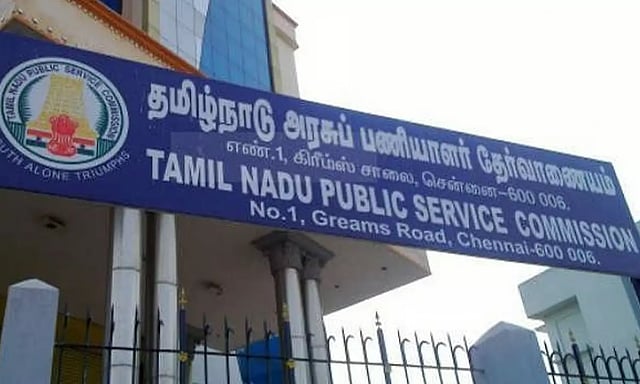 TAMIL NADU PUBLIC SERVICE COMMISSION
TRUTH ALONE TRIUMPHS
தமிழ்நாடு அரசுப் பணியாளர் தேர்வாணையம்
எண்.1, கிரீம்ஸ் சாலை, சென்னை-600 006.
TAMIL NADU PUBLIC SERVICE COMMISSION
No.1, Greams Road, Chennai-600 006.